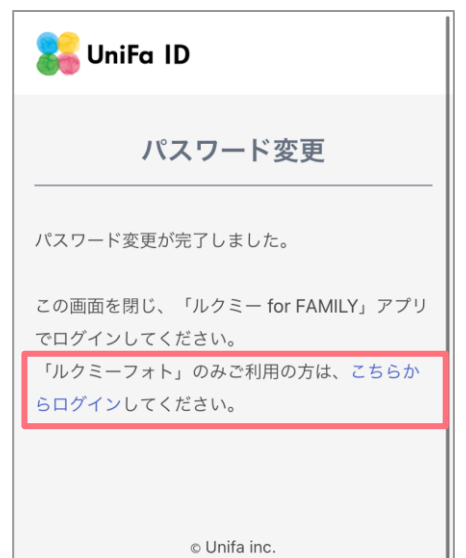 UniFa ID
パスワード変更
パスワード変更が完了しました。
この画面を閉じ、「ルクミー for FAMILY」アプリ
でログインしてください。
「ルクミーフォト」のみご利用の方は、こちらか
らログインしてください。
© Unifa inc.